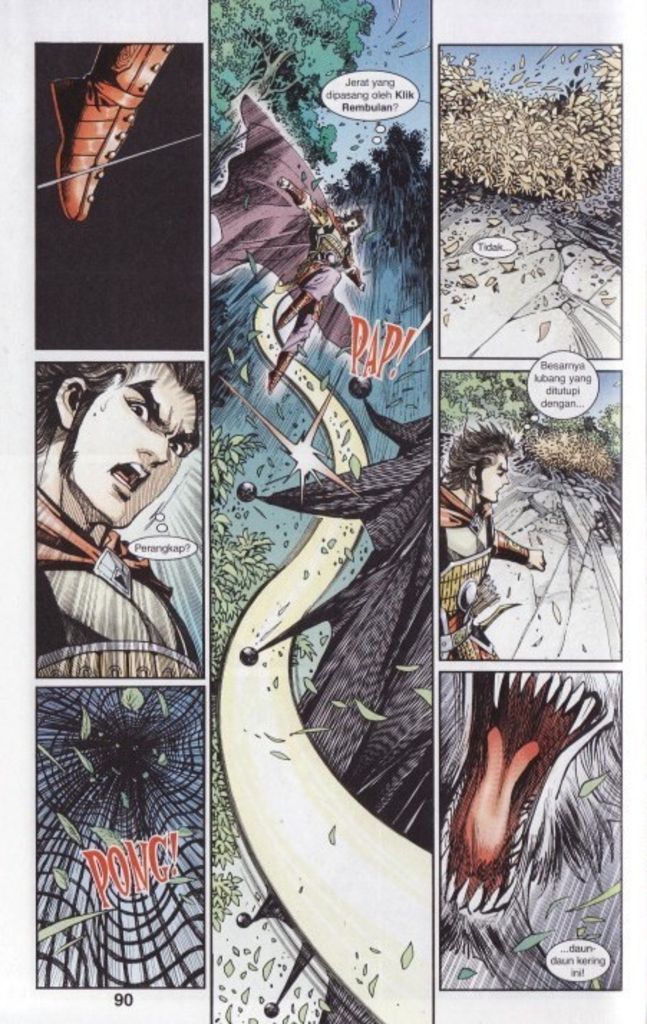 Perangkap?
PONG!
Jerat yang
dipasang oleh Klik
Rembulan?
PAP!
Tidak...
Besarnya
lubang yang
ditutupi
dengan...
...daun-
daun kering
ini!
90